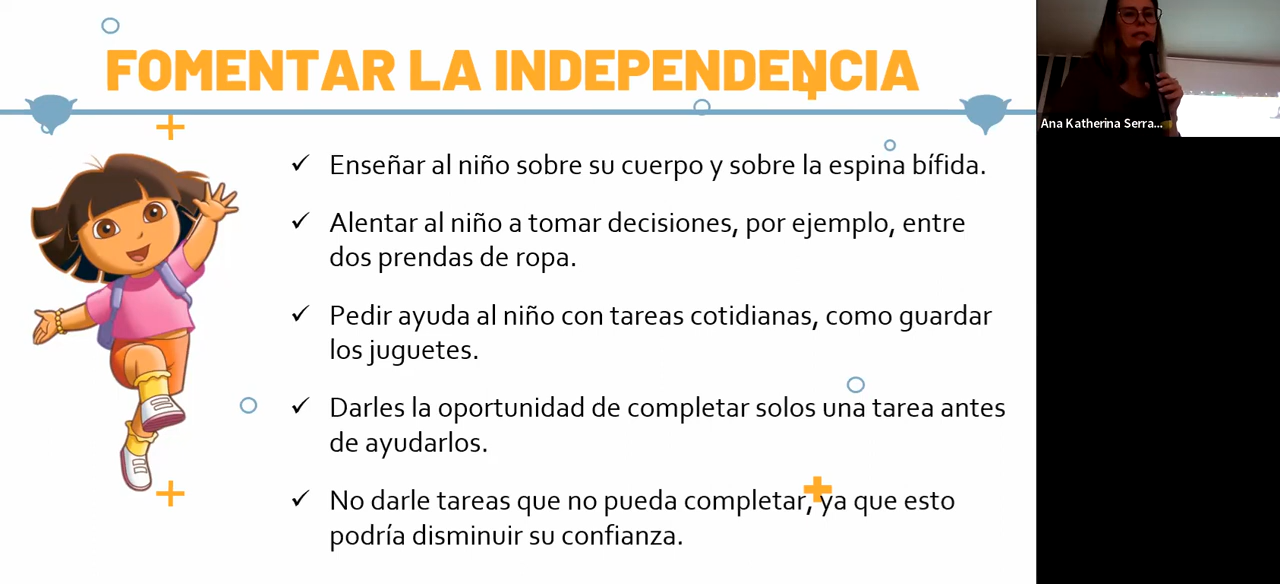 FOMENTAR LA INDEPENDENCIA
✓ Enseñar al niño sobre su cuerpo y sobre la espina bífida.
✓ Alentar al niño a tomar decisiones, por ejemplo, entre
dos prendas de ropa.
✓ Pedir ayuda al niño con tareas cotidianas, como guardar
los juguetes.
✓ Darles la oportunidad de completar solos una tarea antes
de ayudarlos.
✓ No darle tareas que no pueda completar, ya que esto
podría disminuir su confianza.
Ana Katherina Serra...